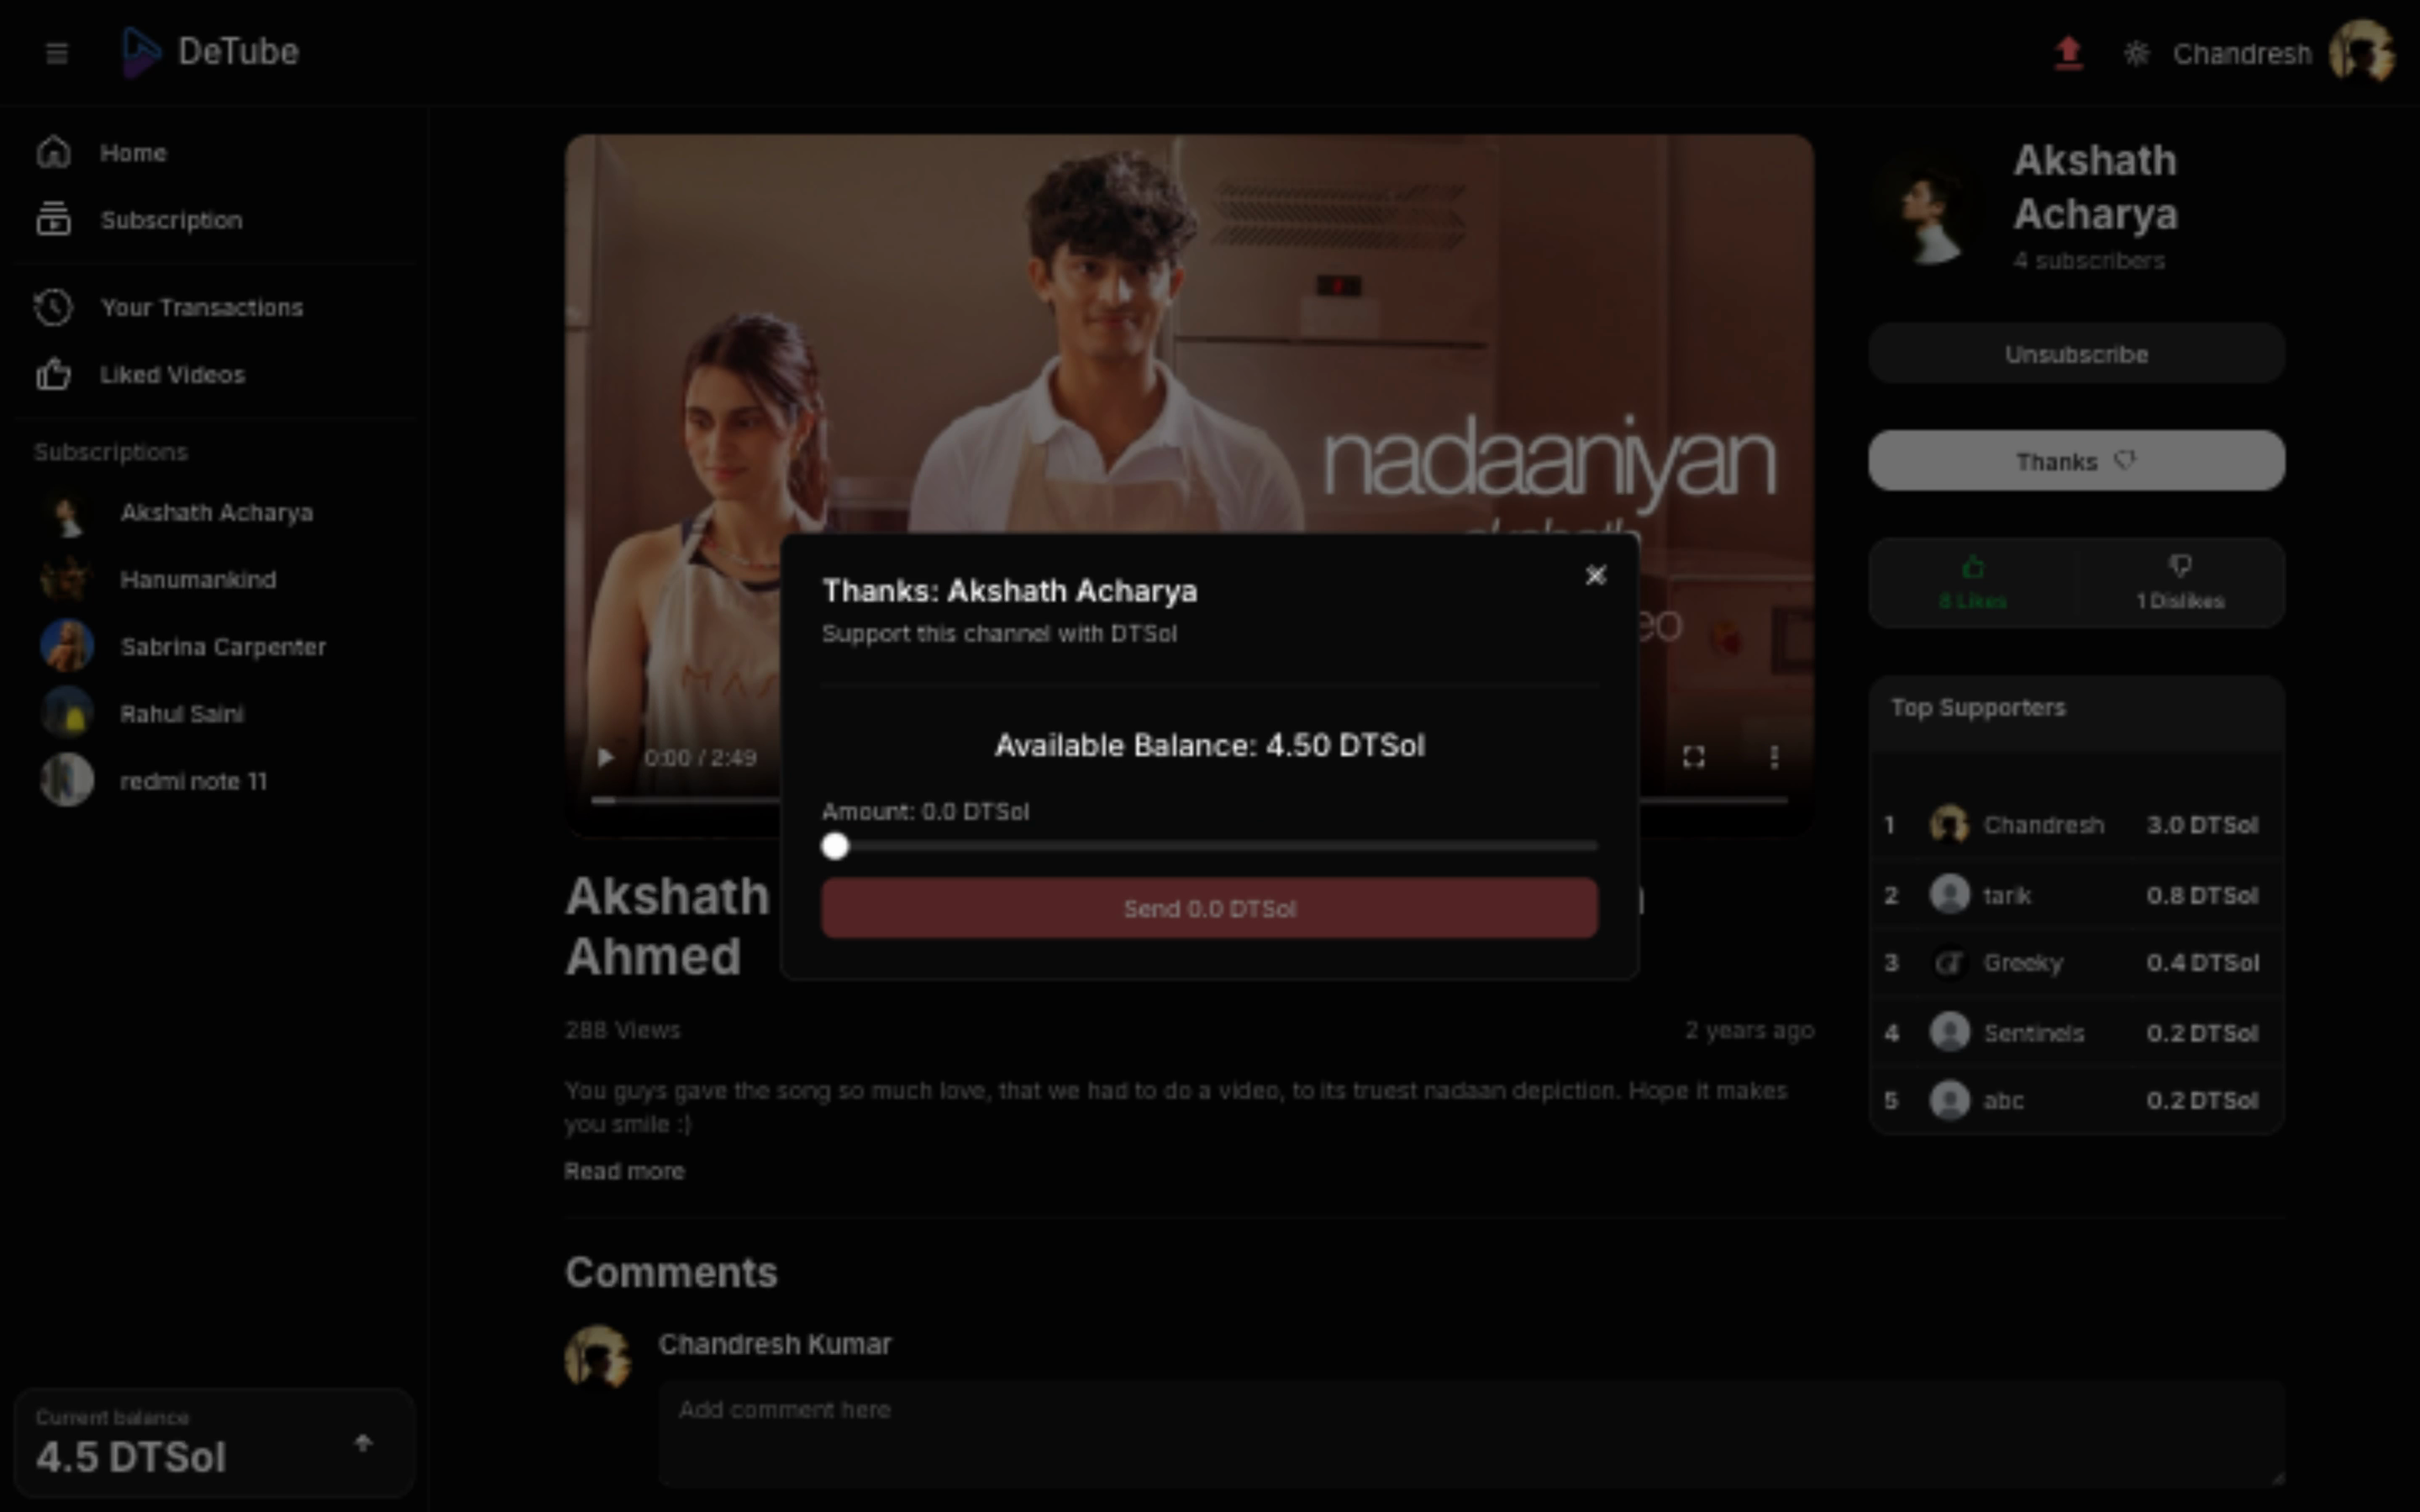 DeTube
Chandresh
Home
Subscription
Your Transactions
Liked Videos
Subscriptions
Akshath Acharya
Hanumankind
Sabrina Carpenter
Rahul Saini
redmi note 11
Current balance
4.5 DTSol
nadaaniyan
eo
0:00 / 2:49
Thanks: Akshath Acharya
Support this channel with DTSol
Available Balance: 4.50 DTSol
Amount: 0.0 DTSol
Send 0.0 DTSol
Akshath
Ahmed
288 Views
2 years ago
You guys gave the song so much love, that we had to do a video, to its truest nadaan depiction. Hope it makes
you smile :)
Read more
Akshath
Acharya
4 subscribers
Unsubscribe
Thanks
8 Likes
1 Dislikes
Top Supporters
1 Chandresh 3.0 DTSol
2 tarik 0.8 DTSol
3 Greeky 0.4 DTSol
4 Sentinels 0.2 DTSol
5 abc 0.2 DTSol
Comments
Chandresh Kumar
Add comment here